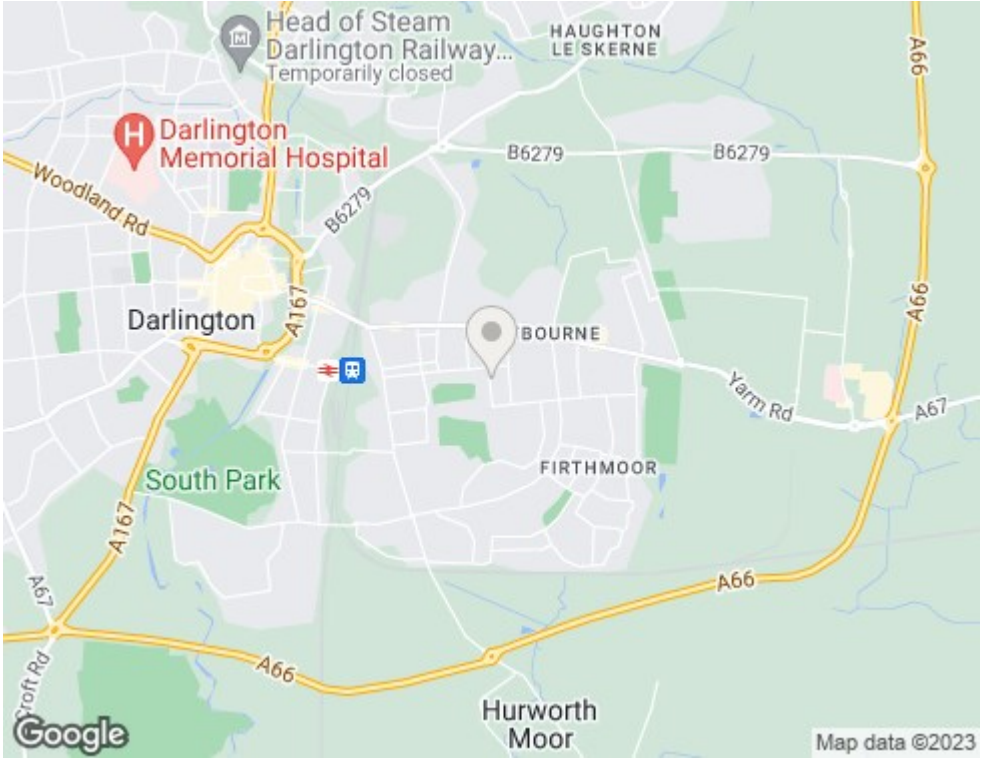 Head of Steam
Darlington Railway...
Temporarily closed
HAUGHTON
LE SKERNE
A66
Darlington
Memorial Hospital
B6279
B6279
Woodland Rd
B6279
A66
A167
Darlington
BOURNE
Yarm Rd
A67
FIRTHMOOR
South Park
A167
A66
A67
A66
Croft Rd
Hurworth
Moor
Google
Map data ©2023